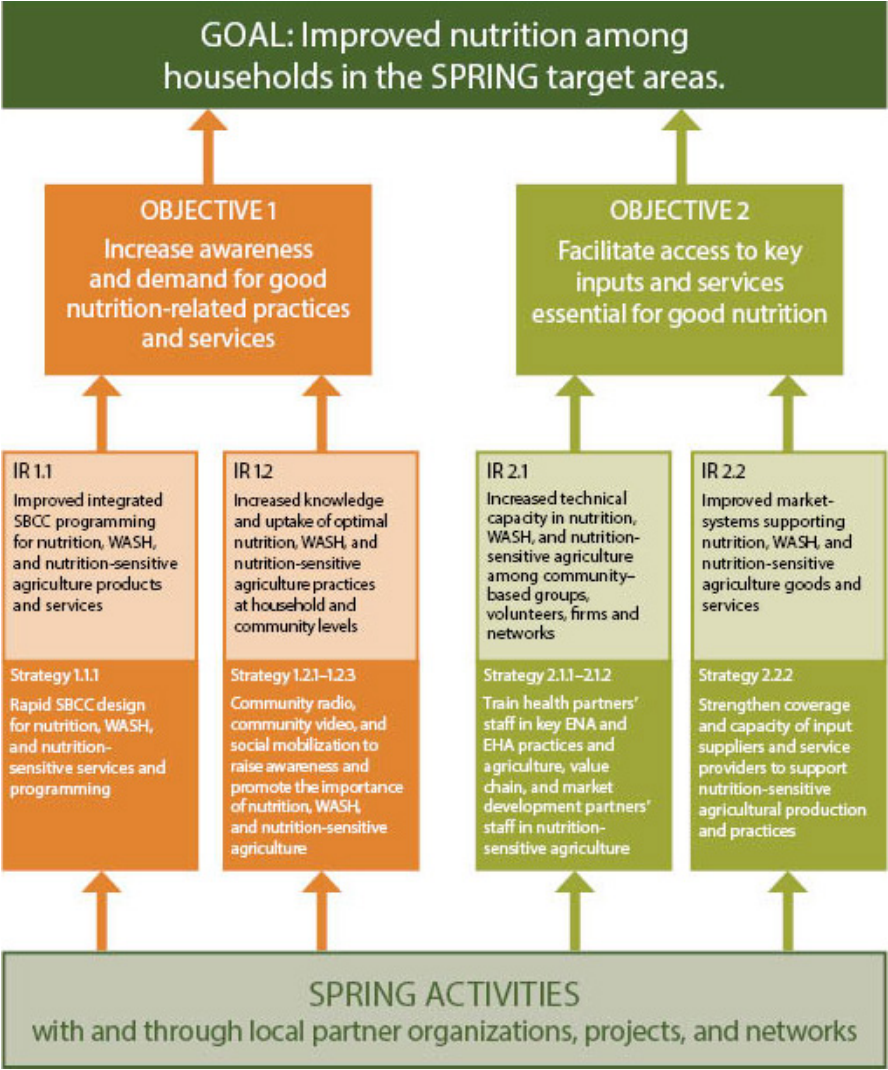 GOAL: Improved nutrition among
households in the SPRING target areas.
OBJECTIVE 1
Increase awareness
and demand for good
nutrition-related practices
and services
OBJECTIVE 2
Facilitate access to key
inputs and services
essential for good nutrition
IR 1.1
Improved integrated
SBCC programming
for nutrition, WASH,
and nutrition-sensitive
agriculture products
and services
Strategy 1.1.1
Rapid SBCC design
for nutrition, WASH,
and nutrition-
sensitive services and
programming
IR 1.2
Increased knowledge
and uptake of optimal
nutrition, WASH, and
nutrition-sensitive
agriculture practices
at household and
community levels
Strategy 1.2.1–1.2.3
Community radio,
community video, and
social mobilization to
raise awareness and
promote the importance
of nutrition, WASH,
and nutrition-sensitive
agriculture
IR 2.1
Increased technical
capacity in nutrition,
WASH, and nutrition-
sensitive agriculture
among community–
based groups,
volunteers, firms and
networks
Strategy 2.1.1–2.1.2
Train health partners’
staff in key ENA and
EHA practices and
agriculture, value
chain, and market
development partners’
staff in nutrition-
sensitive agriculture
IR 2.2
Improved market-
systems supporting
nutrition, WASH, and
nutrition-sensitive
agriculture goods and
services
Strategy 2.2.2
Strengthen coverage
and capacity of input
suppliers and service
providers to support
nutrition-sensitive
agricultural production
and practices
SPRING ACTIVITIES
with and through local partner organizations, projects, and networks